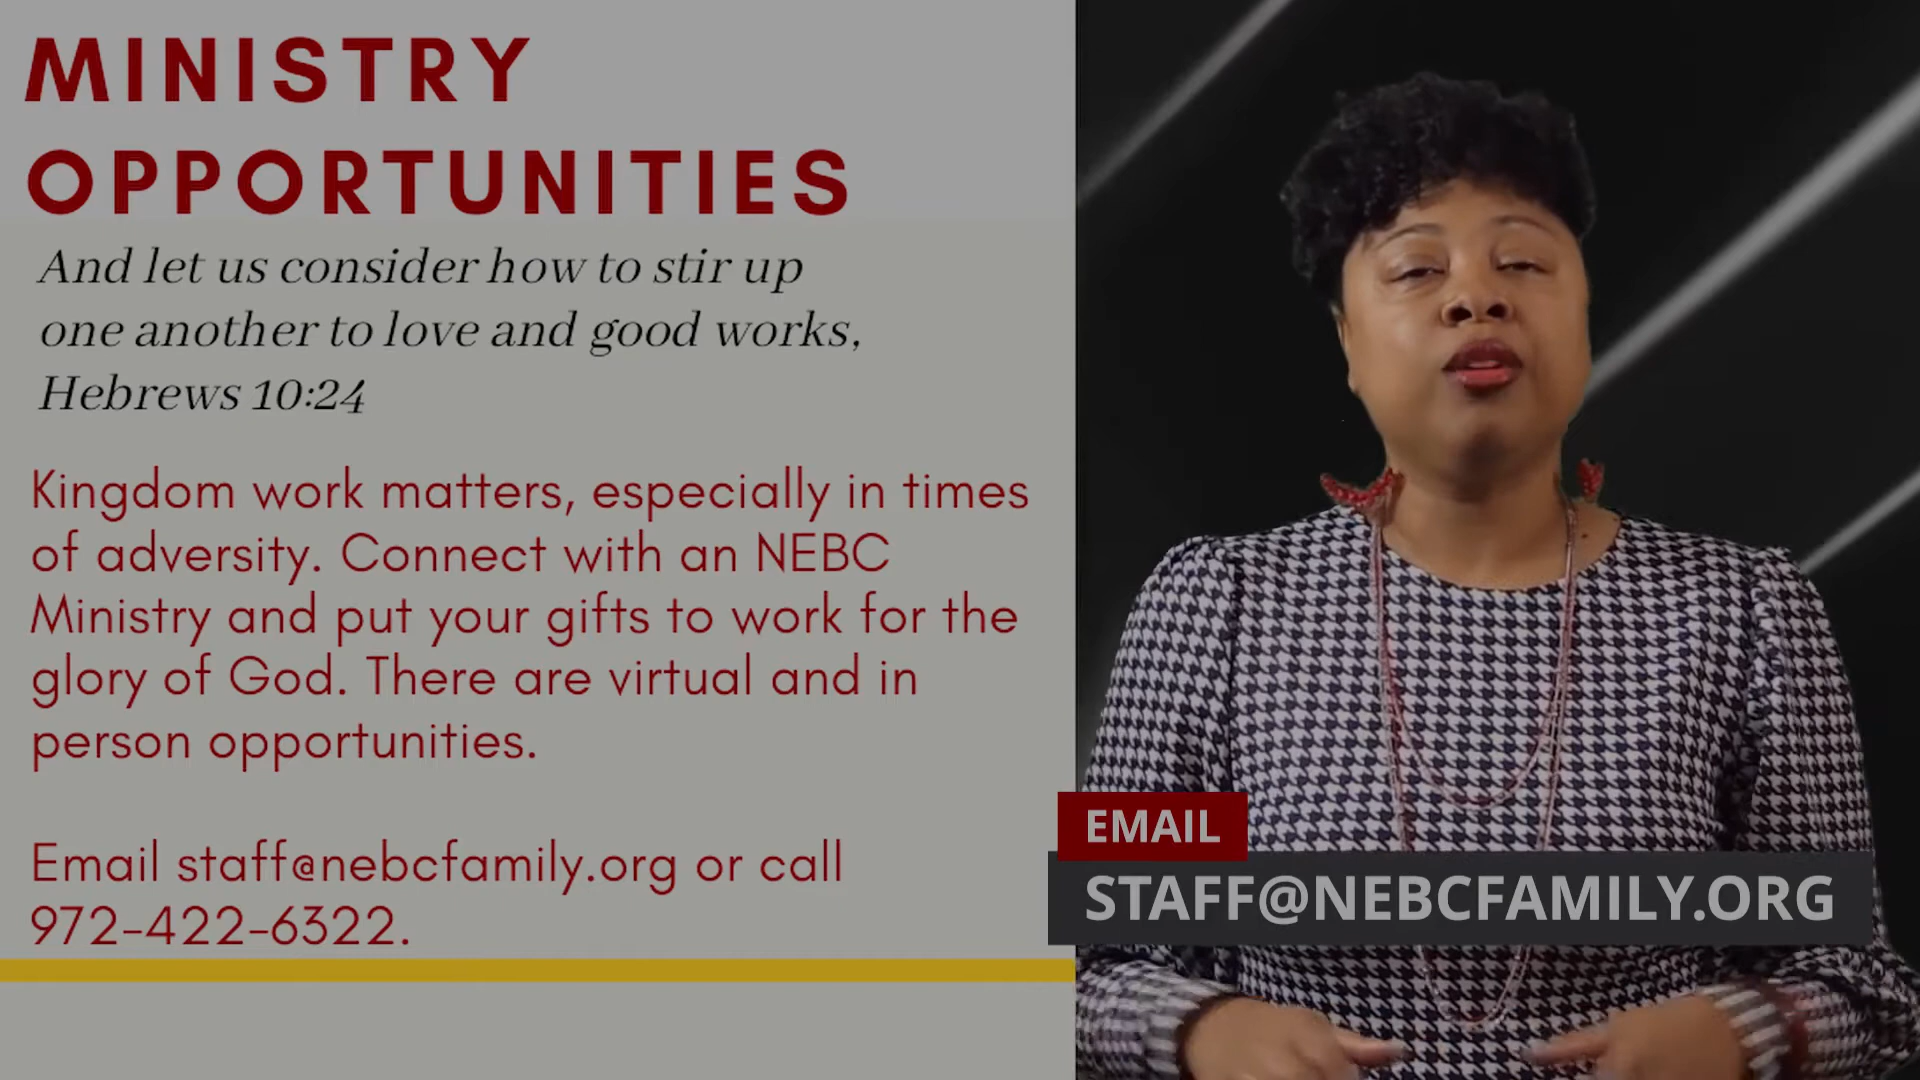 MINISTRY
OPPORTUNITIES
And let us consider how to stir up
one another to love and good works,
Hebrews 10:24
Kingdom work matters, especially in times
of adversity. Connect with an NEBC
Ministry and put your gifts to work for the
glory of God. There are virtual and in
person opportunities.
Email staff@nebcfamily.org or call
972-422-6322.
EMAIL
STAFF@NEBCFAMILY.ORG